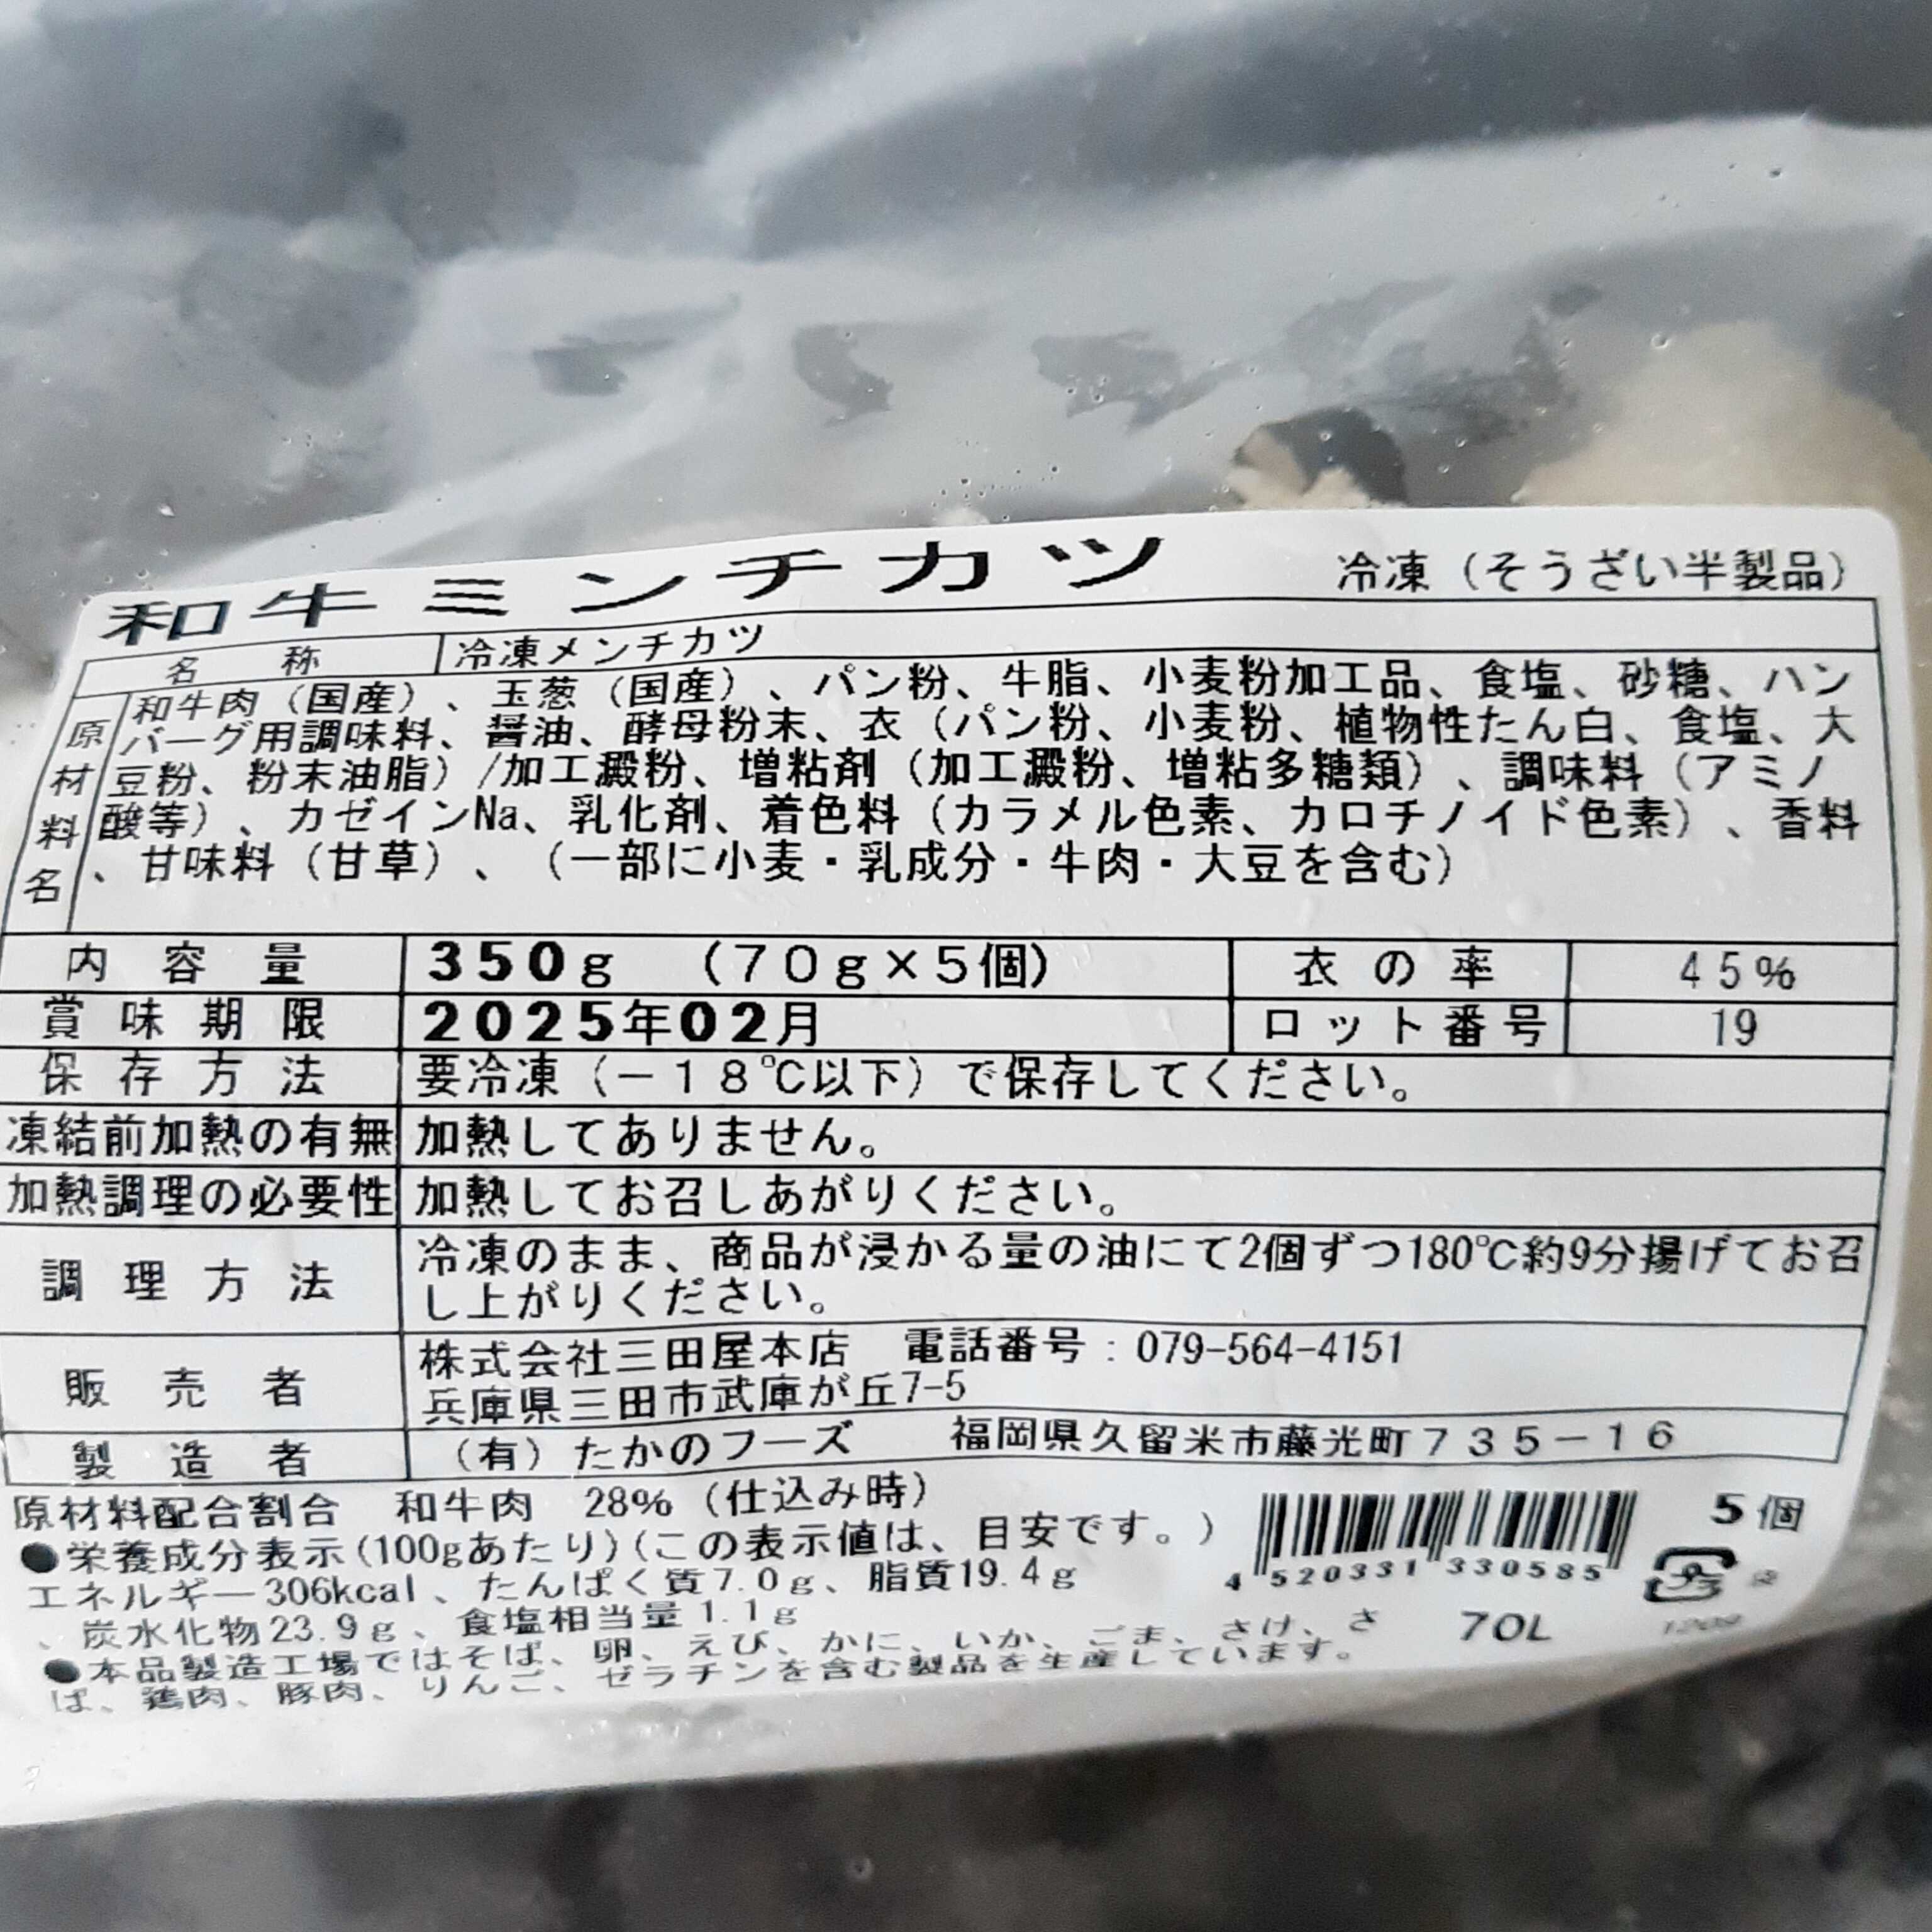 和牛ミンチカツ 冷凍（そうざい半製品）
名称 冷凍メンチカツ
原材料名 和牛肉（国産）、玉葱（国産）、パン粉、牛脂、小麦粉加工品、食塩、砂糖、ハン
バーグ用調味料、醤油、酵母粉末、衣（パン粉、小麦粉、植物性たん白、食塩、大
豆粉、粉末油脂）/加工澱粉、増粘剤（加工澱粉、増粘多糖類）、調味料（アミノ
酸等）、カゼインNa、乳化剤、着色料（カラメル色素、カロチノイド色素）、香料
、甘味料（甘草）、（一部に小麦・乳成分・牛肉・大豆を含む）
内容量 350g （70g×5個） 衣の率 45%
賞味期限 2025年02月 ロット番号 19
保存方法 要冷凍（－18℃以下）で保存してください。
凍結前加熱の有無 加熱してありません。
加熱調理の必要性 加熱してお召しあがりください。
調理方法 冷凍のまま、商品が浸かる量の油にて2個ずつ180℃約9分揚げてお召
し上がりください。
販売者 株式会社三田屋本店 電話番号：079-564-4151
兵庫県三田市武庫が丘7-5
製造者 （有）たかのフーズ 福岡県久留米市藤光町７３５－１６
原材料配合割合 和牛肉 28%（仕込み時）
●栄養成分表示(100gあたり)(この表示値は、目安です。)
エネルギー306kcal、たんぱく質7.0g、脂質19.4g
、炭水化物23.9g、食塩相当量1.1g
●本品製造工場ではそば、卵、えび、かに、いか、ごま、さけ、さ
ば、鶏肉、豚肉、りんご、ゼラチンを含む製品を生産しています。
4 520331 330585
5個
プラ
70L